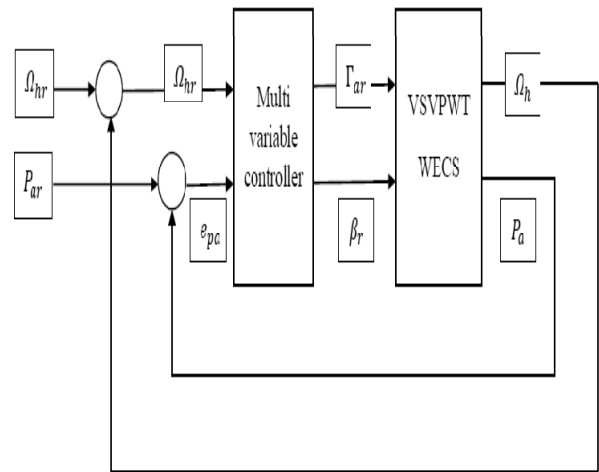 Ω_hr
Ω_hr
Multi
variable
controller
Γ_ar
VSVPWT
WECS
Ω_h
P_ar
e_pa
β_r
P_a